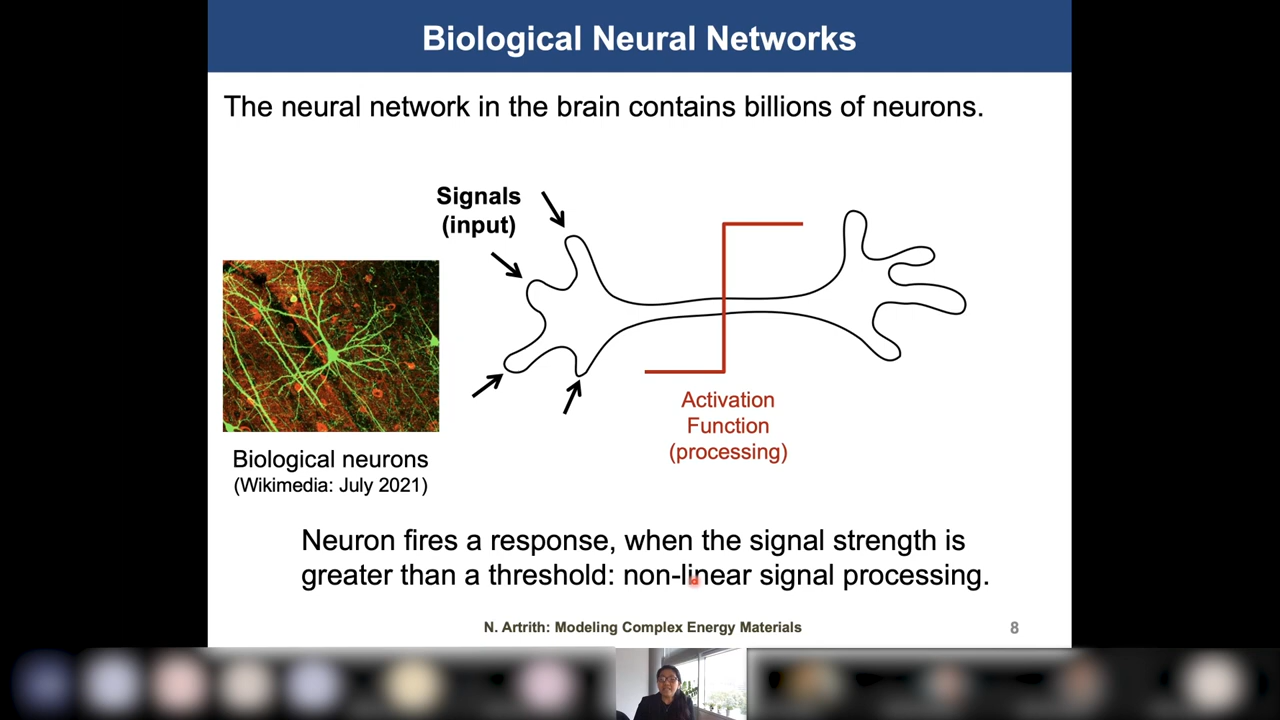 Biological Neural Networks
The neural network in the brain contains billions of neurons.
Signals
(input)
Activation
Function
(processing)
Biological neurons
(Wikimedia: July 2021)
Neuron fires a response, when the signal strength is
greater than a threshold: non-linear signal processing.
N. Artrith: Modeling Complex Energy Materials
8